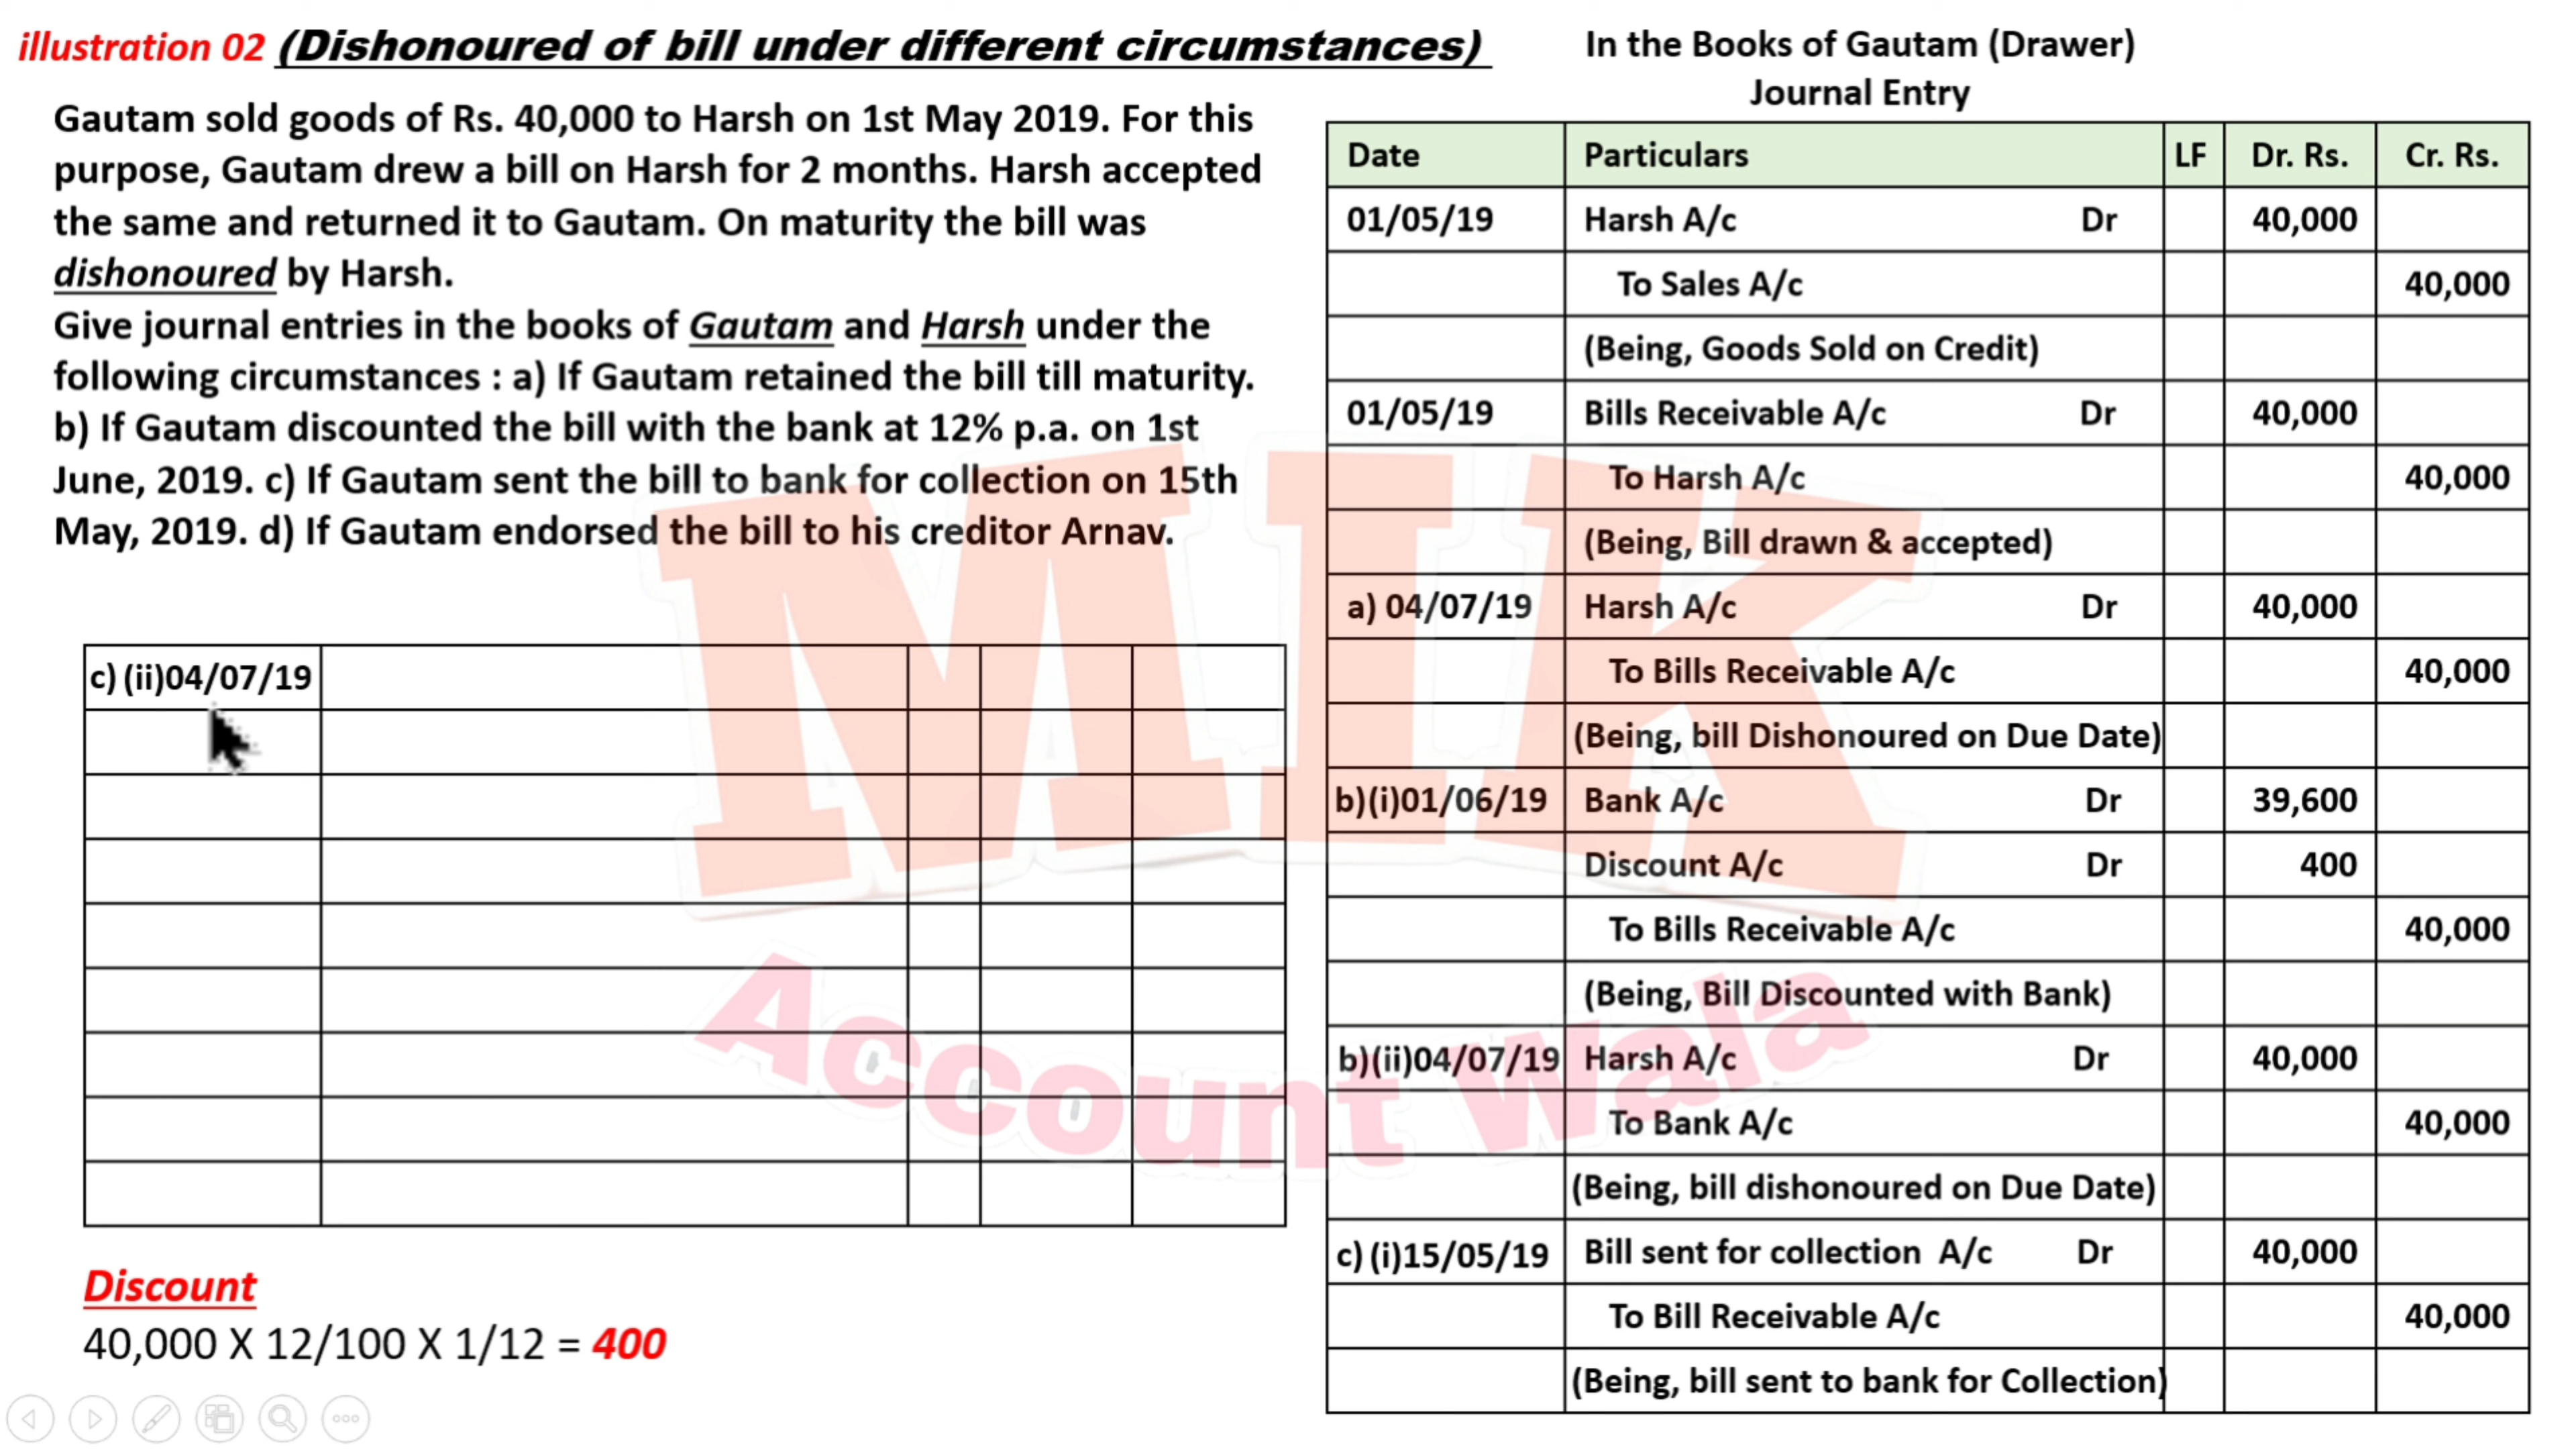 illustration 02 (Dishonoured of bill under different circumstances)
Gautam sold goods of Rs. 40,000 to Harsh on 1st May 2019. For this
purpose, Gautam drew a bill on Harsh for 2 months. Harsh accepted
the same and returned it to Gautam. On maturity the bill was
dishonoured by Harsh.
Give journal entries in the books of Gautam and Harsh under the
following circumstances : a) If Gautam retained the bill till maturity.
b) If Gautam discounted the bill with the bank at 12% p.a. on 1st
June, 2019. c) If Gautam sent the bill to bank for collection on 15th
May, 2019. d) If Gautam endorsed the bill to his creditor Arnav.
c) (ii)04/07/19
Discount
40,000 X 12/100 X 1/12 = 400
In the Books of Gautam (Drawer)
Journal Entry
Date Particulars LF Dr. Rs. Cr. Rs.
01/05/19 Harsh A/c Dr 40,000
To Sales A/c 40,000
(Being, Goods Sold on Credit)
01/05/19 Bills Receivable A/c Dr 40,000
To Harsh A/c 40,000
(Being, Bill drawn & accepted)
a) 04/07/19 Harsh A/c Dr 40,000
To Bills Receivable A/c 40,000
(Being, bill Dishonoured on Due Date)
b)(i)01/06/19 Bank A/c Dr 39,600
Discount A/c Dr 400
To Bills Receivable A/c 40,000
(Being, Bill Discounted with Bank)
b)(ii)04/07/19 Harsh A/c Dr 40,000
To Bank A/c 40,000
(Being, bill dishonoured on Due Date)
c) (i)15/05/19 Bill sent for collection A/c Dr 40,000
To Bill Receivable A/c 40,000
(Being, bill sent to bank for Collection)
MIK
Account Wala